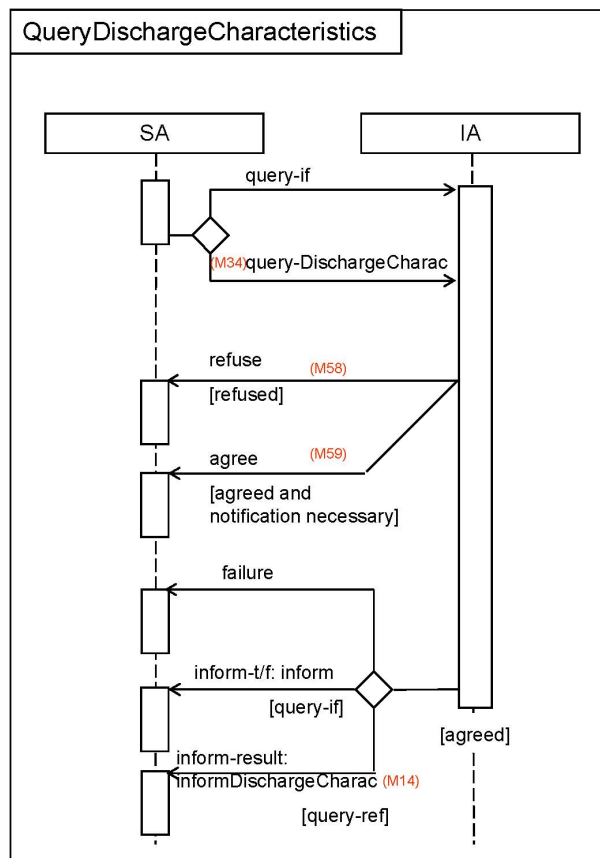 QueryDischargeCharacteristics
SA
IA
query-if
(M34) query-DischargeCharac
refuse (M58)
[refused]
agree (M59)
[agreed and
notification necessary]
failure
inform-t/f: inform
[query-if]
[agreed]
inform-result:
informDischargeCharac (M14)
[query-ref]